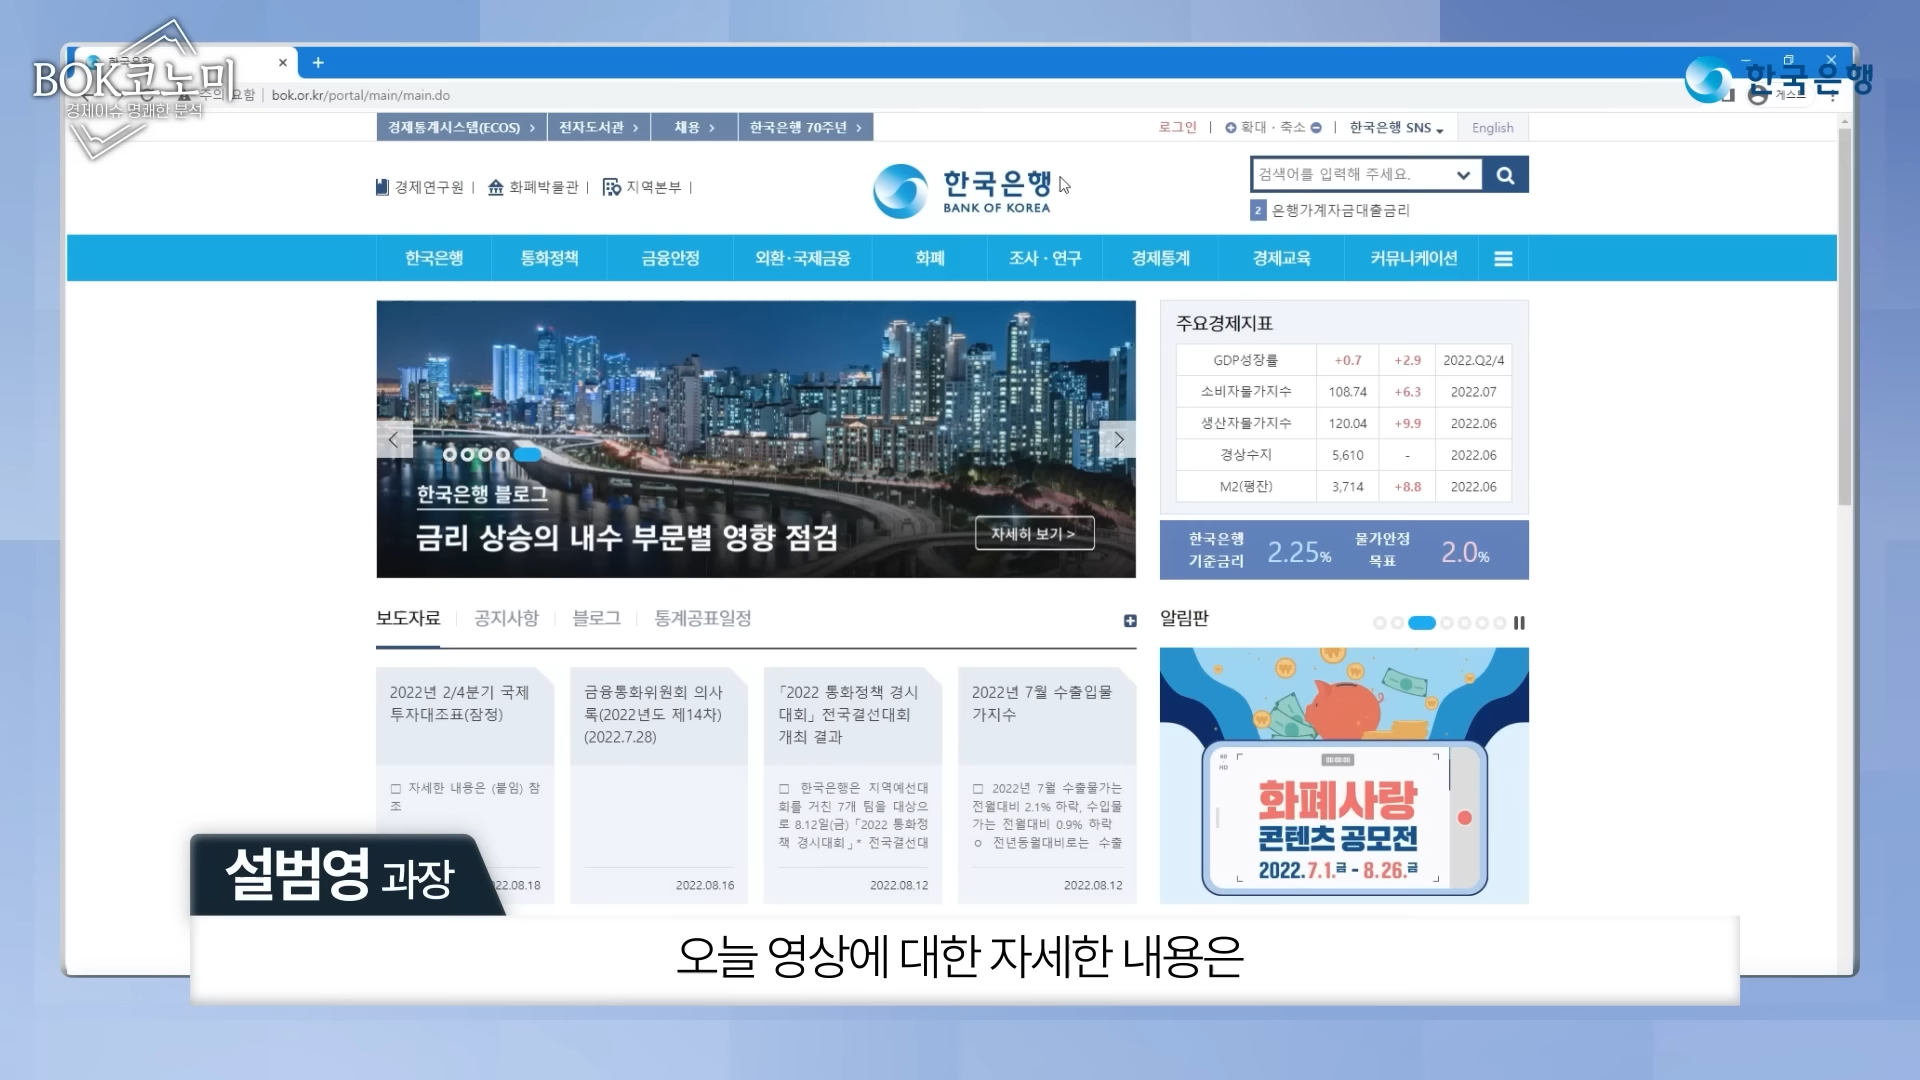 BOK코노미
경제이슈 명쾌한 분석
한국은행
bok.or.kr/portal/main/main.do
게스트
경제통계시스템(ECOS) >
전자도서관 >
채용 >
한국은행 70주년 >
로그인 | 확대 · 축소 | 한국은행 SNS
English
경제연구원 | 화폐박물관 | 지역본부 |
한국은행
BANK OF KOREA
검색어를 입력해 주세요.
2 은행가계자금대출금리
한국은행 통화정책 금융안정 외환·국제금융 화폐 조사 · 연구 경제통계 경제교육 커뮤니케이션
한국은행 블로그
금리 상승의 내수 부문별 영향 점검
자세히 보기 >
주요경제지표
GDP성장률 +0.7 +2.9 2022.Q2/4
소비자물가지수 108.74 +6.3 2022.07
생산자물가지수 120.04 +9.9 2022.06
경상수지 5,610 - 2022.06
M2(평잔) 3,714 +8.8 2022.06
한국은행
기준금리
2.25%
물가안정
목표
2.0%
보도자료 공지사항 블로그 통계공표일정
2022년 2/4분기 국제
투자대조표(잠정)
□ 자세한 내용은 (붙임) 참
조
22.08.18
금융통화위원회 의사
록(2022년도 제14차)
(2022.7.28)
2022.08.16
「2022 통화정책 경시
대회」 전국결선대회
개최 결과
□ 한국은행은 지역예선대
회를 거친 7개 팀을 대상으
로 8.12일(금) 「2022 통화정
책 경시대회」* 전국결선대
2022.08.12
2022년 7월 수출입물
가지수
□ 2022년 7월 수출물가는
전월대비 2.1% 하락, 수입물
가는 전월대비 0.9% 하락
ㅇ 전년동월대비로는 수출
2022.08.12
알림판
화폐사랑
콘텐츠 공모전
2022.7.1.금 - 8.26.금
설범영 과장
오늘 영상에 대한 자세한 내용은